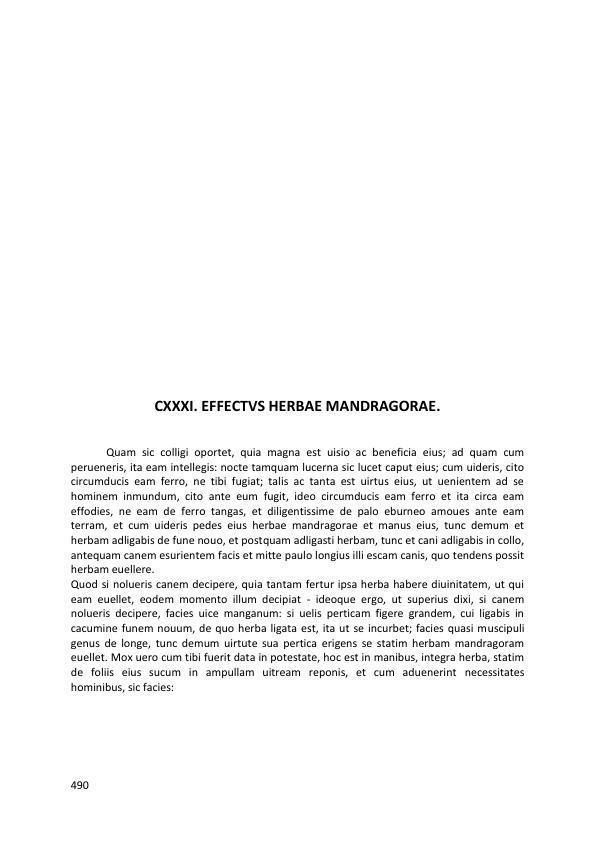 CXXXI. EFFECTVS HERBAE MANDRAGORAE.
Quam sic colligi oportet, quia magna est uisio ac beneficia eius; ad quam cum
perueneris, ita eam intellegis: nocte tamquam lucerna sic lucet caput eius; cum uideris, cito
circumducis eam ferro, ne tibi fugiat; talis ac tanta est uirtus eius, ut uenientem ad se
hominem inmundum, cito ante eum fugit, ideo circumducis eam ferro et ita circa eam
effodies, ne eam de ferro tangas, et diligentissime de palo eburneo amoues ante eam
terram, et cum uideris pedes eius herbae mandragorae et manus eius, tunc demum et
herbam adligabis de fune nouo, et postquam adligasti herbam, tunc et cani adligabis in collo,
antequam canem esurientem facis et mitte paulo longius illi escam canis, quo tendens possit
herbam euellere.
Quod si nolueris canem decipere, quia tantam fertur ipsa herba habere diuinitatem, ut qui
eam euellet, eodem momento illum decipiat - ideoque ergo, ut superius dixi, si canem
nolueris decipere, facies uice manganum: si uelis perticam figere grandem, cui ligabis in
cacumine funem nouum, de quo herba ligata est, ita ut se incurbet; facies quasi muscipuli
genus de longe, tunc demum uirtute sua pertica erigens se statim herbam mandragoram
euellet. Mox uero cum tibi fuerit data in potestate, hoc est in manibus, integra herba, statim
de foliis eius sucum in ampullam uitream reponis, et cum aduenerint necessitates
hominibus, sic facies:
490